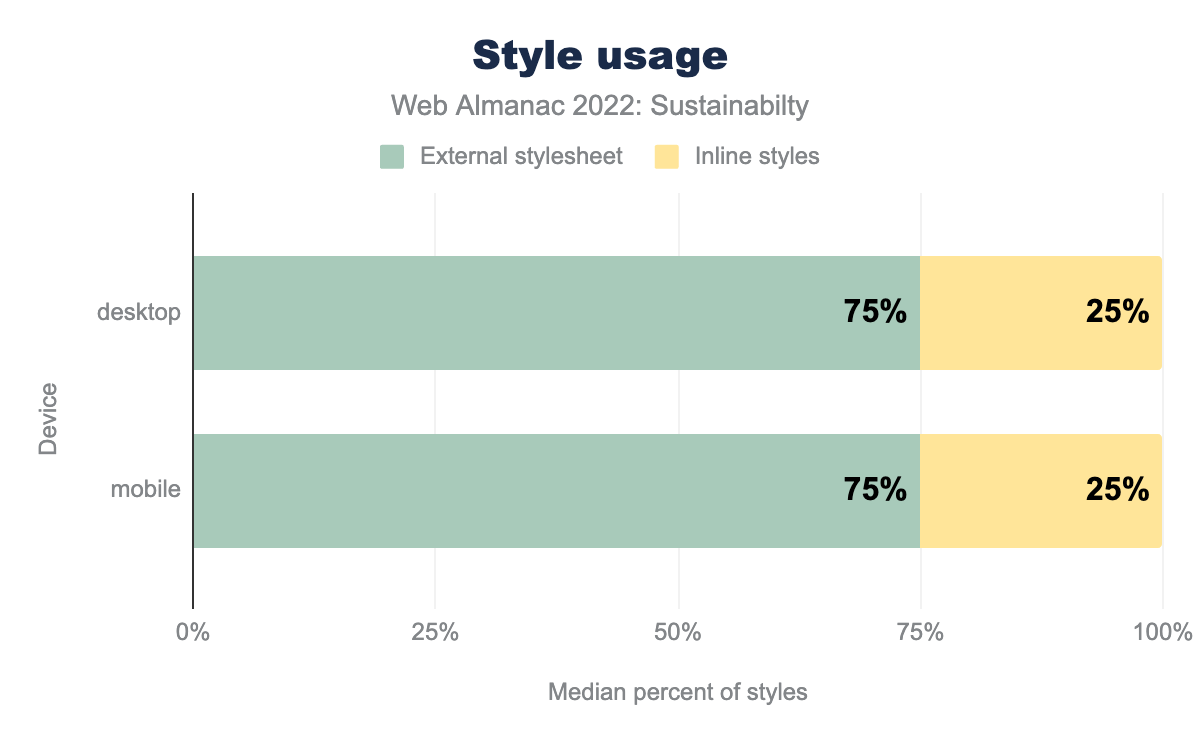 Style usage
Web Almanac 2022: Sustainabilty
External stylesheet Inline styles
desktop 75% 25%
Device
mobile 75% 25%
0% 25% 50% 75% 100%
Median percent of styles